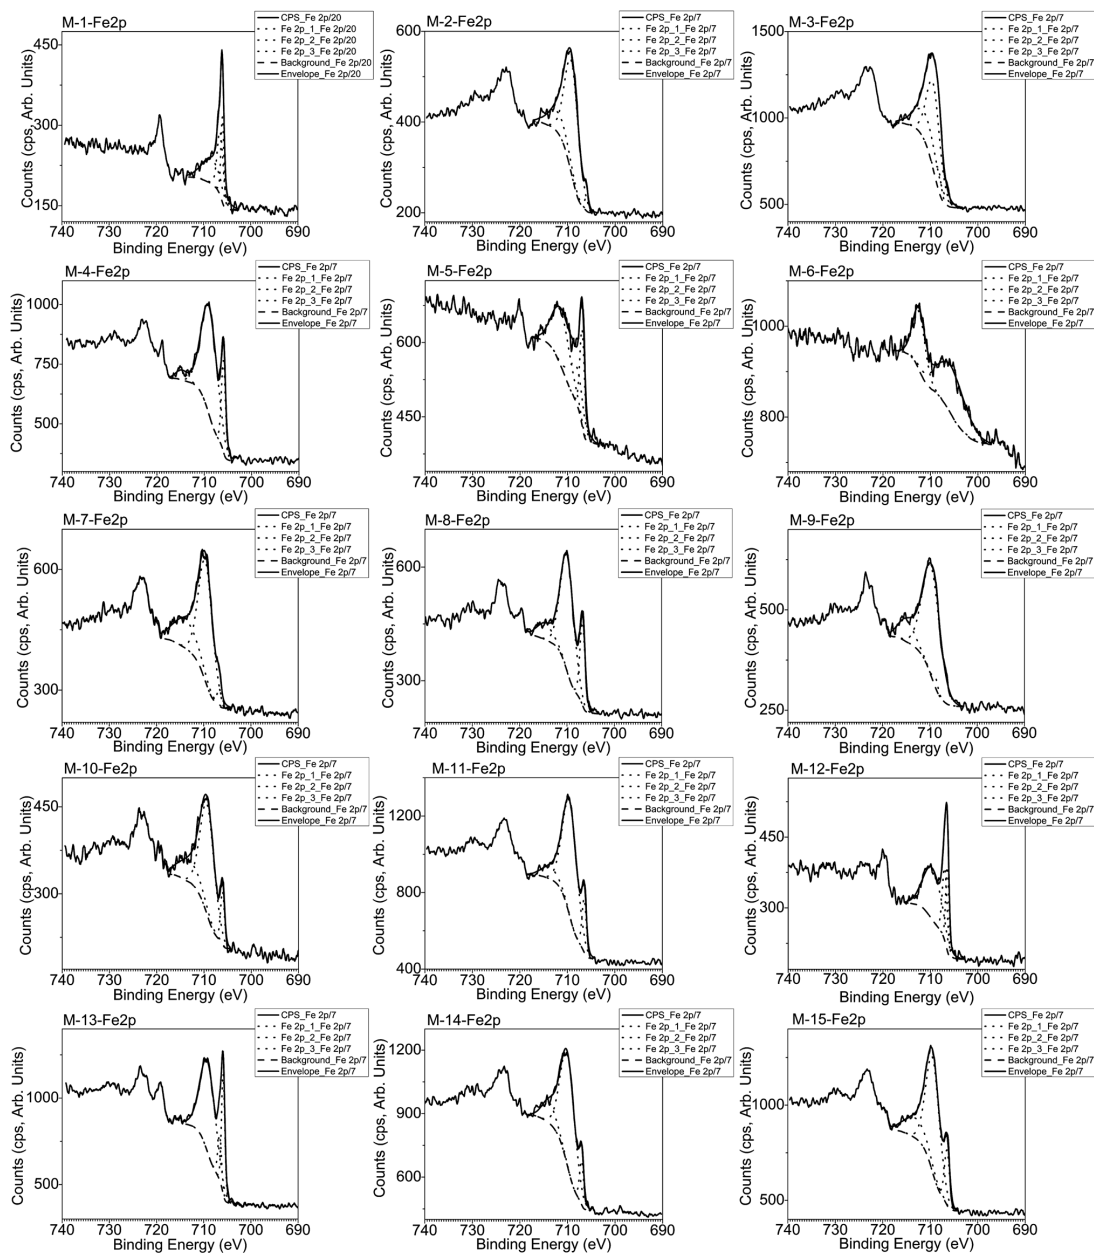 M-1-Fe2p
CPS_Fe 2p/20
Fe 2p_1_Fe 2p/20
Fe 2p_2_Fe 2p/20
Fe 2p_3_Fe 2p/20
Background_Fe 2p/20
Envelope_Fe 2p/20
Counts (cps, Arb. Units)
450
300
150
740 730 720 710 700 690
Binding Energy (eV)
M-2-Fe2p
CPS_Fe 2p/7
Fe 2p_1_Fe 2p/7
Fe 2p_2_Fe 2p/7
Fe 2p_3_Fe 2p/7
Background_Fe 2p/7
Envelope_Fe 2p/7
Counts (cps, Arb. Units)
600
400
200
740 730 720 710 700 690
Binding Energy (eV)
M-3-Fe2p
CPS_Fe 2p/7
Fe 2p_1_Fe 2p/7
Fe 2p_2_Fe 2p/7
Fe 2p_3_Fe 2p/7
Background_Fe 2p/7
Envelope_Fe 2p/7
Counts (cps, Arb. Units)
1500
1000
500
740 730 720 710 700 690
Binding Energy (eV)
M-4-Fe2p
CPS_Fe 2p/7
Fe 2p_1_Fe 2p/7
Fe 2p_2_Fe 2p/7
Fe 2p_3_Fe 2p/7
Background_Fe 2p/7
Envelope_Fe 2p/7
Counts (cps, Arb. Units)
1000
750
500
740 730 720 710 700 690
Binding Energy (eV)
M-5-Fe2p
CPS_Fe 2p/7
Fe 2p_1_Fe 2p/7
Fe 2p_2_Fe 2p/7
Fe 2p_3_Fe 2p/7
Background_Fe 2p/7
Envelope_Fe 2p/7
Counts (cps, Arb. Units)
600
450
740 730 720 710 700 690
Binding Energy (eV)
M-6-Fe2p
CPS_Fe 2p/7
Fe 2p_1_Fe 2p/7
Fe 2p_2_Fe 2p/7
Fe 2p_3_Fe 2p/7
Background_Fe 2p/7
Envelope_Fe 2p/7
Counts (cps, Arb. Units)
1000
800
740 730 720 710 700 690
Binding Energy (eV)
M-7-Fe2p
CPS_Fe 2p/7
Fe 2p_1_Fe 2p/7
Fe 2p_2_Fe 2p/7
Fe 2p_3_Fe 2p/7
Background_Fe 2p/7
Envelope_Fe 2p/7
Counts (cps, Arb. Units)
600
300
740 730 720 710 700 690
Binding Energy (eV)
M-8-Fe2p
CPS_Fe 2p/7
Fe 2p_1_Fe 2p/7
Fe 2p_2_Fe 2p/7
Fe 2p_3_Fe 2p/7
Background_Fe 2p/7
Envelope_Fe 2p/7
Counts (cps, Arb. Units)
600
300
740 730 720 710 700 690
Binding Energy (eV)
M-9-Fe2p
CPS_Fe 2p/7
Fe 2p_1_Fe 2p/7
Fe 2p_2_Fe 2p/7
Fe 2p_3_Fe 2p/7
Background_Fe 2p/7
Envelope_Fe 2p/7
Counts (cps, Arb. Units)
500
250
740 730 720 710 700 690
Binding Energy (eV)
M-10-Fe2p
CPS_Fe 2p/7
Fe 2p_1_Fe 2p/7
Fe 2p_2_Fe 2p/7
Fe 2p_3_Fe 2p/7
Background_Fe 2p/7
Envelope_Fe 2p/7
Counts (cps, Arb. Units)
450
300
740 730 720 710 700 690
Binding Energy (eV)
M-11-Fe2p
CPS_Fe 2p/7
Fe 2p_1_Fe 2p/7
Fe 2p_2_Fe 2p/7
Fe 2p_3_Fe 2p/7
Background_Fe 2p/7
Envelope_Fe 2p/7
Counts (cps, Arb. Units)
1200
800
400
740 730 720 710 700 690
Binding Energy (eV)
M-12-Fe2p
CPS_Fe 2p/7
Fe 2p_1_Fe 2p/7
Fe 2p_2_Fe 2p/7
Fe 2p_3_Fe 2p/7
Background_Fe 2p/7
Envelope_Fe 2p/7
Counts (cps, Arb. Units)
450
300
740 730 720 710 700 690
Binding Energy (eV)
M-13-Fe2p
CPS_Fe 2p/7
Fe 2p_1_Fe 2p/7
Fe 2p_2_Fe 2p/7
Fe 2p_3_Fe 2p/7
Background_Fe 2p/7
Envelope_Fe 2p/7
Counts (cps, Arb. Units)
1000
500
740 730 720 710 700 690
Binding Energy (eV)
M-14-Fe2p
CPS_Fe 2p/7
Fe 2p_1_Fe 2p/7
Fe 2p_2_Fe 2p/7
Fe 2p_3_Fe 2p/7
Background_Fe 2p/7
Envelope_Fe 2p/7
Counts (cps, Arb. Units)
1200
900
600
740 730 720 710 700 690
Binding Energy (eV)
M-15-Fe2p
CPS_Fe 2p/7
Fe 2p_1_Fe 2p/7
Fe 2p_2_Fe 2p/7
Fe 2p_3_Fe 2p/7
Background_Fe 2p/7
Envelope_Fe 2p/7
Counts (cps, Arb. Units)
1000
500
740 730 720 710 700 690
Binding Energy (eV)